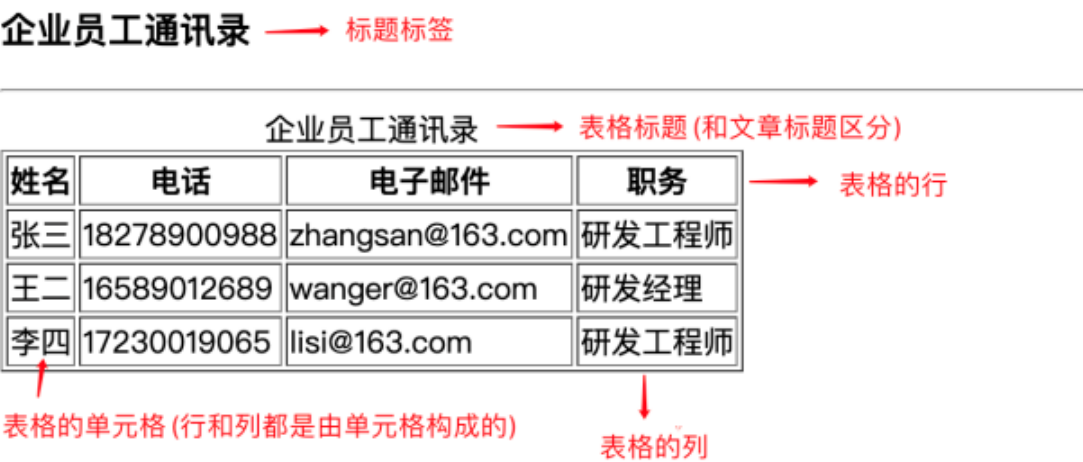 企业员工通讯录 标题标签
企业员工通讯录 表格标题(和文章标题区分)
姓名 电话 电子邮件 职务 表格的行
张三 18278900988 zhangsan@163.com 研发工程师
王二 16589012689 wanger@163.com 研发经理
李四 17230019065 lisi@163.com 研发工程师
表格的单元格(行和列都是由单元格构成的)
表格的列